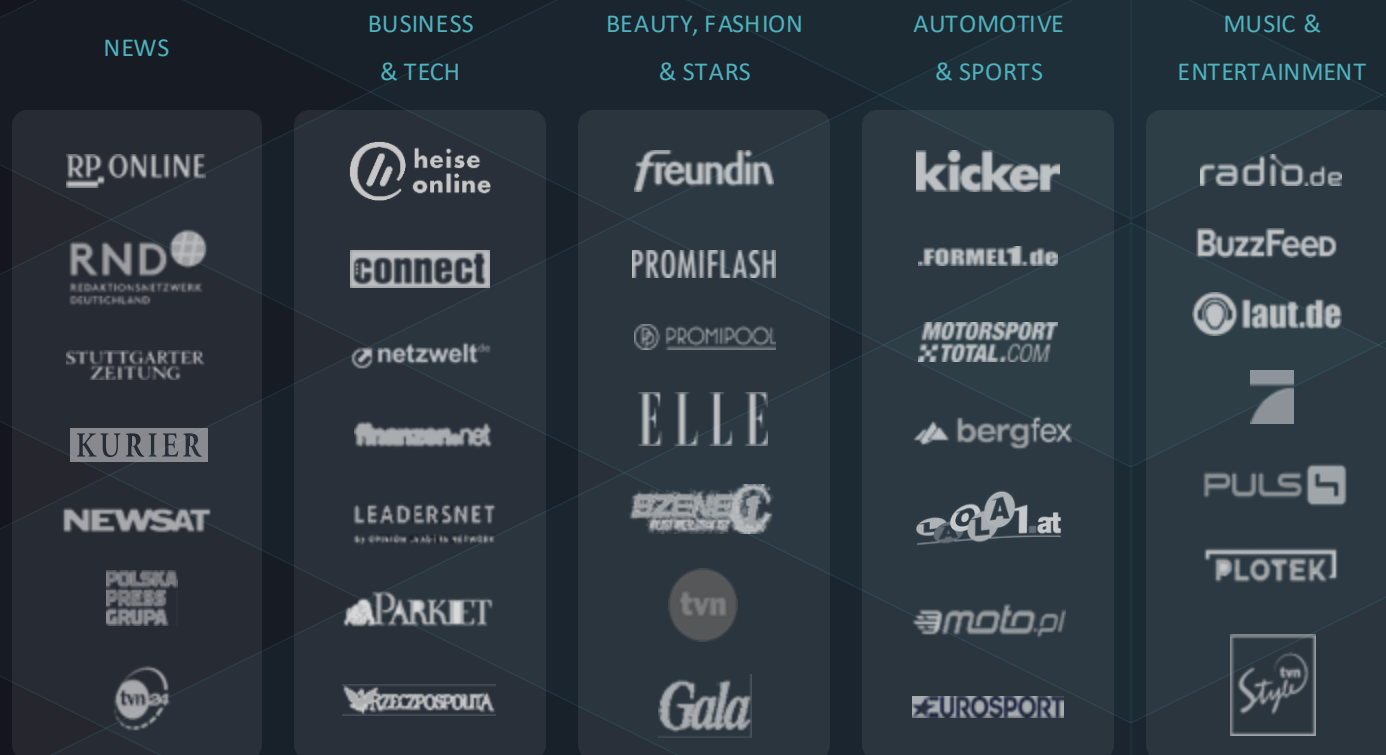 NEWS
BUSINESS
& TECH
BEAUTY, FASHION
& STARS
AUTOMOTIVE
& SPORTS
MUSIC &
ENTERTAINMENT
RP ONLINE
RND
REDAKTIONSNETZWERK
DEUTSCHLAND
STUTTGARTER
ZEITUNG
KURIER
NEWSAT
POLSKA
PRESS
GRUPA
tvn24
heise
online
connect
netzwelt de
finanzen.net
LEADERSNET
PARKIET
RZECZPOSPOLITA
freundin
PROMIFLASH
PROMIPOOL
ELLE
SZENE1
tvn
Gala
kicker
.FORMEL1.de
MOTORSPORT
TOTAL.COM
bergfex
LAOLA1.at
moto.pl
EUROSPORT
radio.de
BUZZFEED
laut.de
PULS 4
PLOTEK
tvn
Style